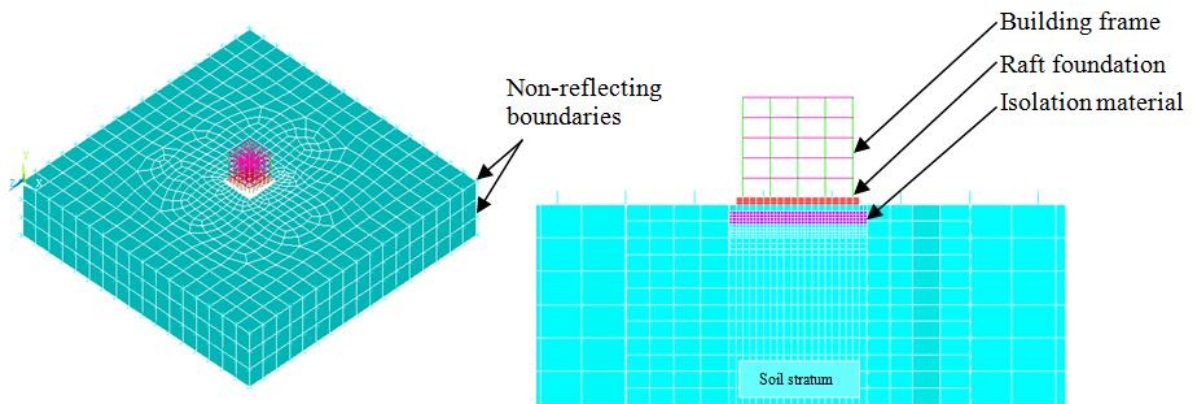 Non-reflecting
boundaries
Building frame
Raft foundation
Isolation material
Soil stratum
Y
Z
X